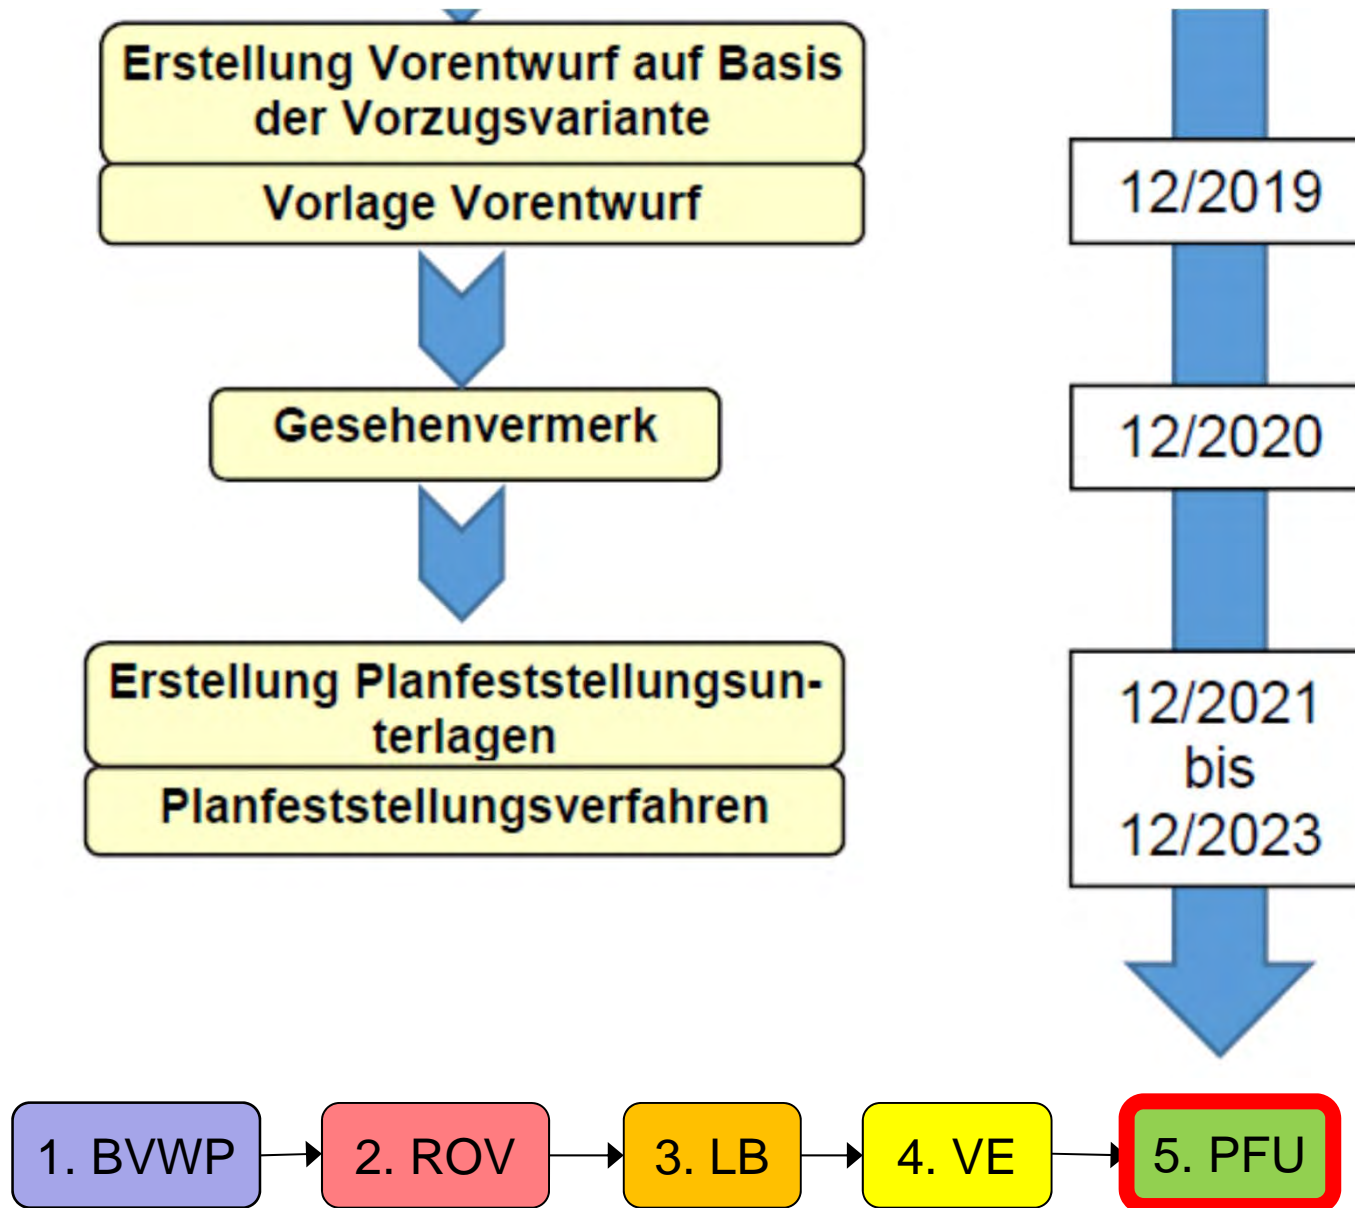 Erstellung Vorentwurf auf Basis
der Vorzugsvariante
Vorlage Vorentwurf
12/2019
Gesehenvermerk
12/2020
Erstellung Planfeststellungsun-
terlagen
Planfeststellungsverfahren
12/2021
bis
12/2023
1. BVWP
2. ROV
3. LB
4. VE
5. PFU